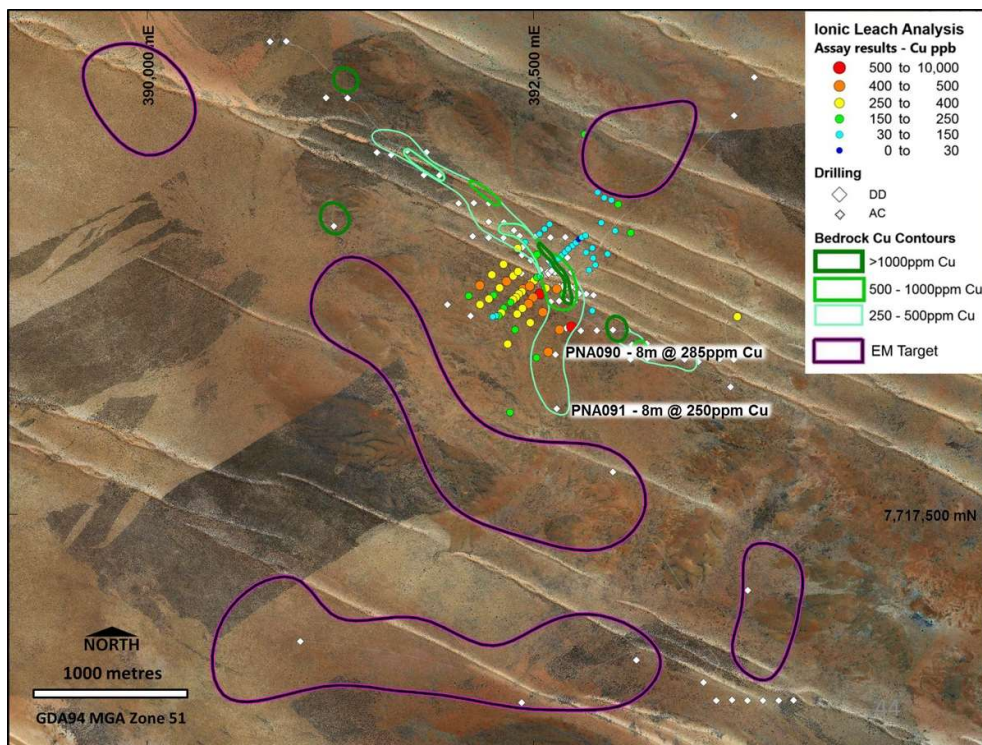 390,000 mE
392,500 mE
Ionic Leach Analysis
Assay results - Cu ppb
500 to 10,000
400 to 500
250 to 400
150 to 250
30 to 150
0 to 30
Drilling
DD
AC
Bedrock Cu Contours
>1000ppm Cu
500 - 1000ppm Cu
250 - 500ppm Cu
EM Target
PNA090 - 8m @ 285ppm Cu
PNA091 - 8m @ 250ppm Cu
7,717,500 mN
NORTH
1000 metres
GDA94 MGA Zone 51
44